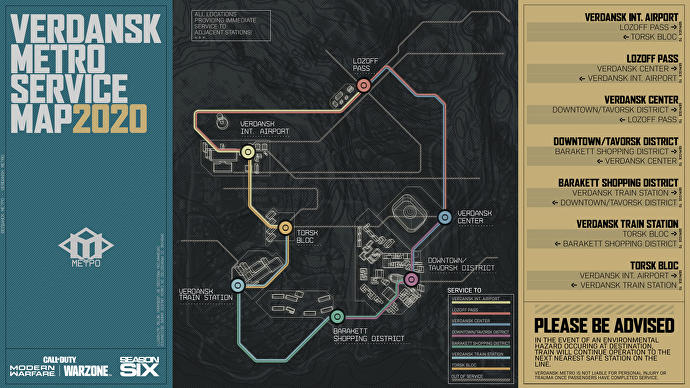 VERDANSK
METRO
SERVICE
MAP2020
METPO
CALL OF DUTY
MODERN
WARFARE
WARZONE
SEASON
SIX
ALL LOCATIONS
PROVIDING IMMEDIATE
SERVICE TO
ADJACENT STATIONS
LOZOFF
PASS
VERDANSK
INT. AIRPORT
TORSK
BLOC
VERDANSK
CENTER
DOWNTOWN/
TAVORSK DISTRICT
VERDANSK
TRAIN STATION
BARAKETT
SHOPPING DISTRICT
SERVICE TO
VERDANSK INT. AIRPORT
LOZOFF PASS
VERDANSK CENTER
DOWNTOWN/TAVORSK DISTRICT
BARAKETT SHOPPING DISTRICT
VERDANSK TRAIN STATION
TORSK BLOC
OUT OF SERVICE
VERDANSK INT. AIRPORT
LOZOFF PASS →
← TORSK BLOC
LOZOFF PASS
VERDANSK CENTER →
← VERDANSK INT. AIRPORT
VERDANSK CENTER
DOWNTOWN/TAVORSK DISTRICT →
← LOZOFF PASS
DOWNTOWN/TAVORSK DISTRICT
BARAKETT SHOPPING DISTRICT →
← VERDANSK CENTER
BARAKETT SHOPPING DISTRICT
VERDANSK TRAIN STATION →
← DOWNTOWN/TAVORSK DISTRICT
VERDANSK TRAIN STATION
TORSK BLOC →
← BARAKETT SHOPPING DISTRICT
TORSK BLOC
VERDANSK INT. AIRPORT →
← VERDANSK TRAIN STATION
PLEASE BE ADVISED
IN THE EVENT OF AN ENVIRONMENTAL
HAZARD OCCURING AT DESTINATION,
TRAIN WILL CONTINUE OPERATION TO THE
NEXT NEAREST SAFE STATION ON THE
LINE.
VERDANSK METRO IS NOT LIABLE FOR PERSONAL INJURY OR
TRAUMA ONCE PASSENGERS HAVE COMPLETED SERVICE.